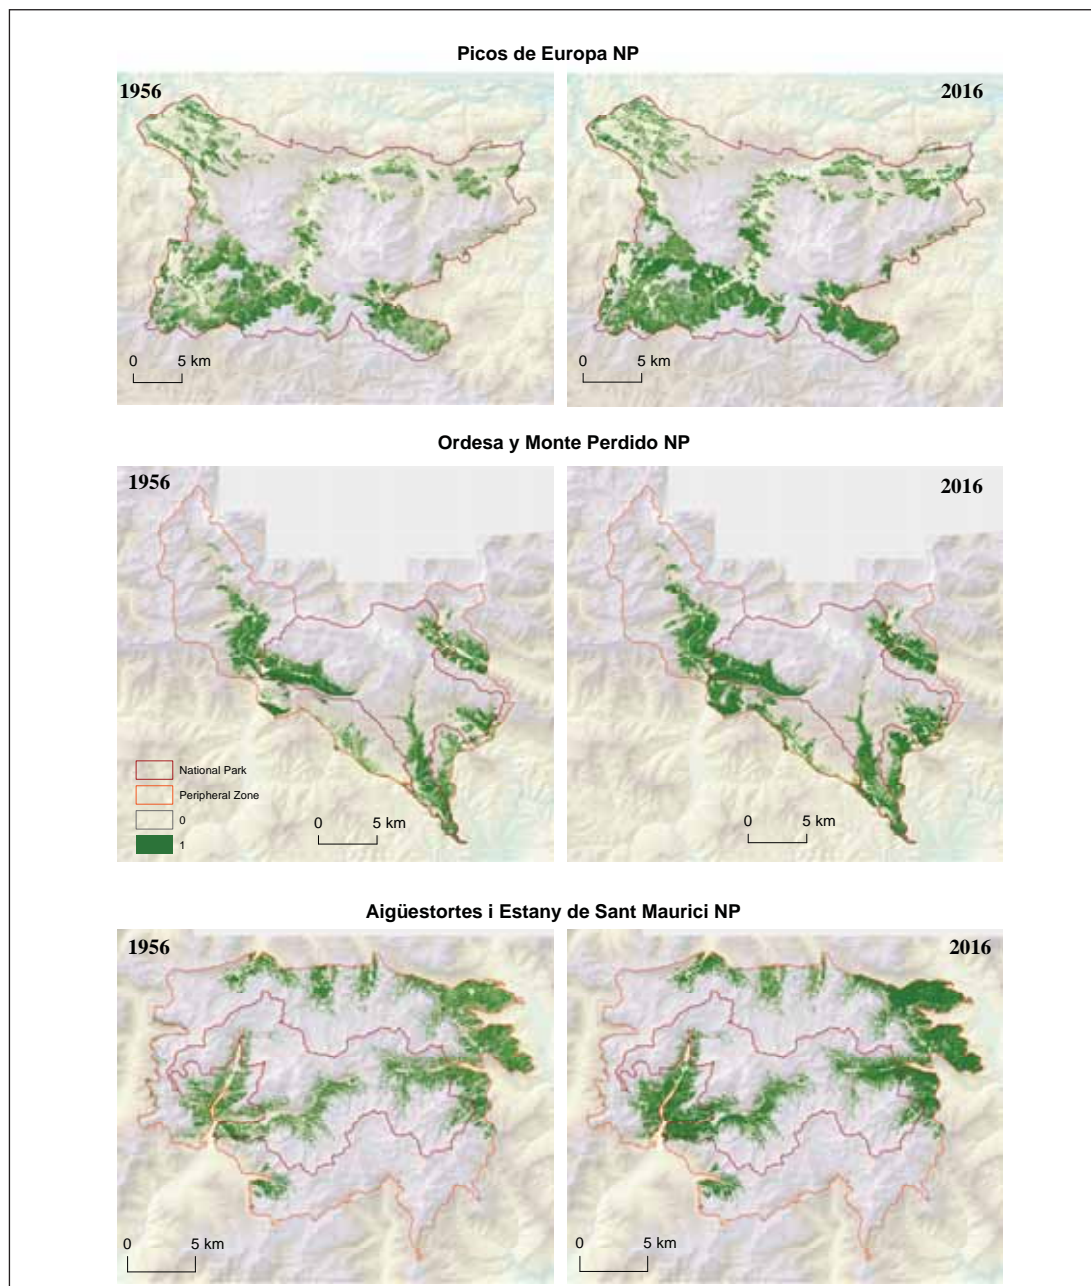 Picos de Europa NP
1956
2016
0 5 km
0 5 km
Ordesa y Monte Perdido NP
1956
2016
National Park
Peripheral Zone
0
1
0 5 km
0 5 km
Aigüestortes i Estany de Sant Maurici NP
1956
2016
0 5 km
0 5 km